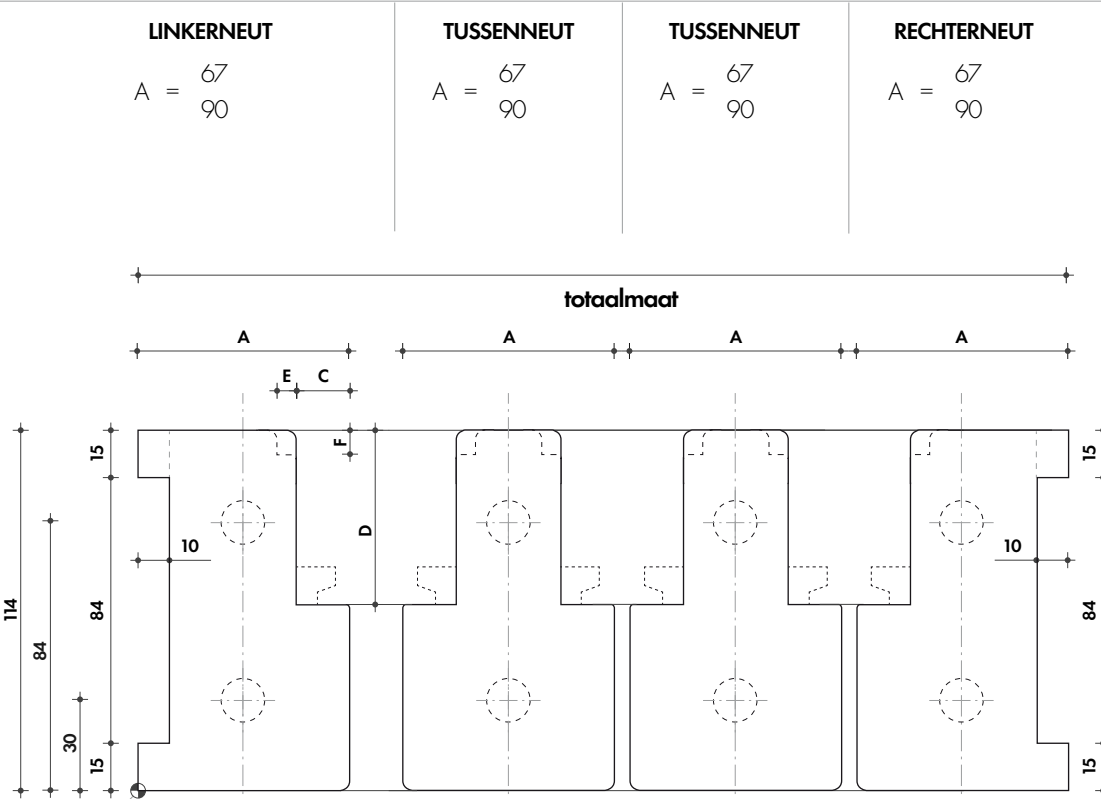 LINKERNEUT TUSSENNEUT TUSSENNEUT RECHTERNEUT
67 67 67 67
A = A = A = A =
90 90 90 90
totaalmaat
A A A A
E C
F
15 15
D
10 10
114
84
84
84
30
15 15